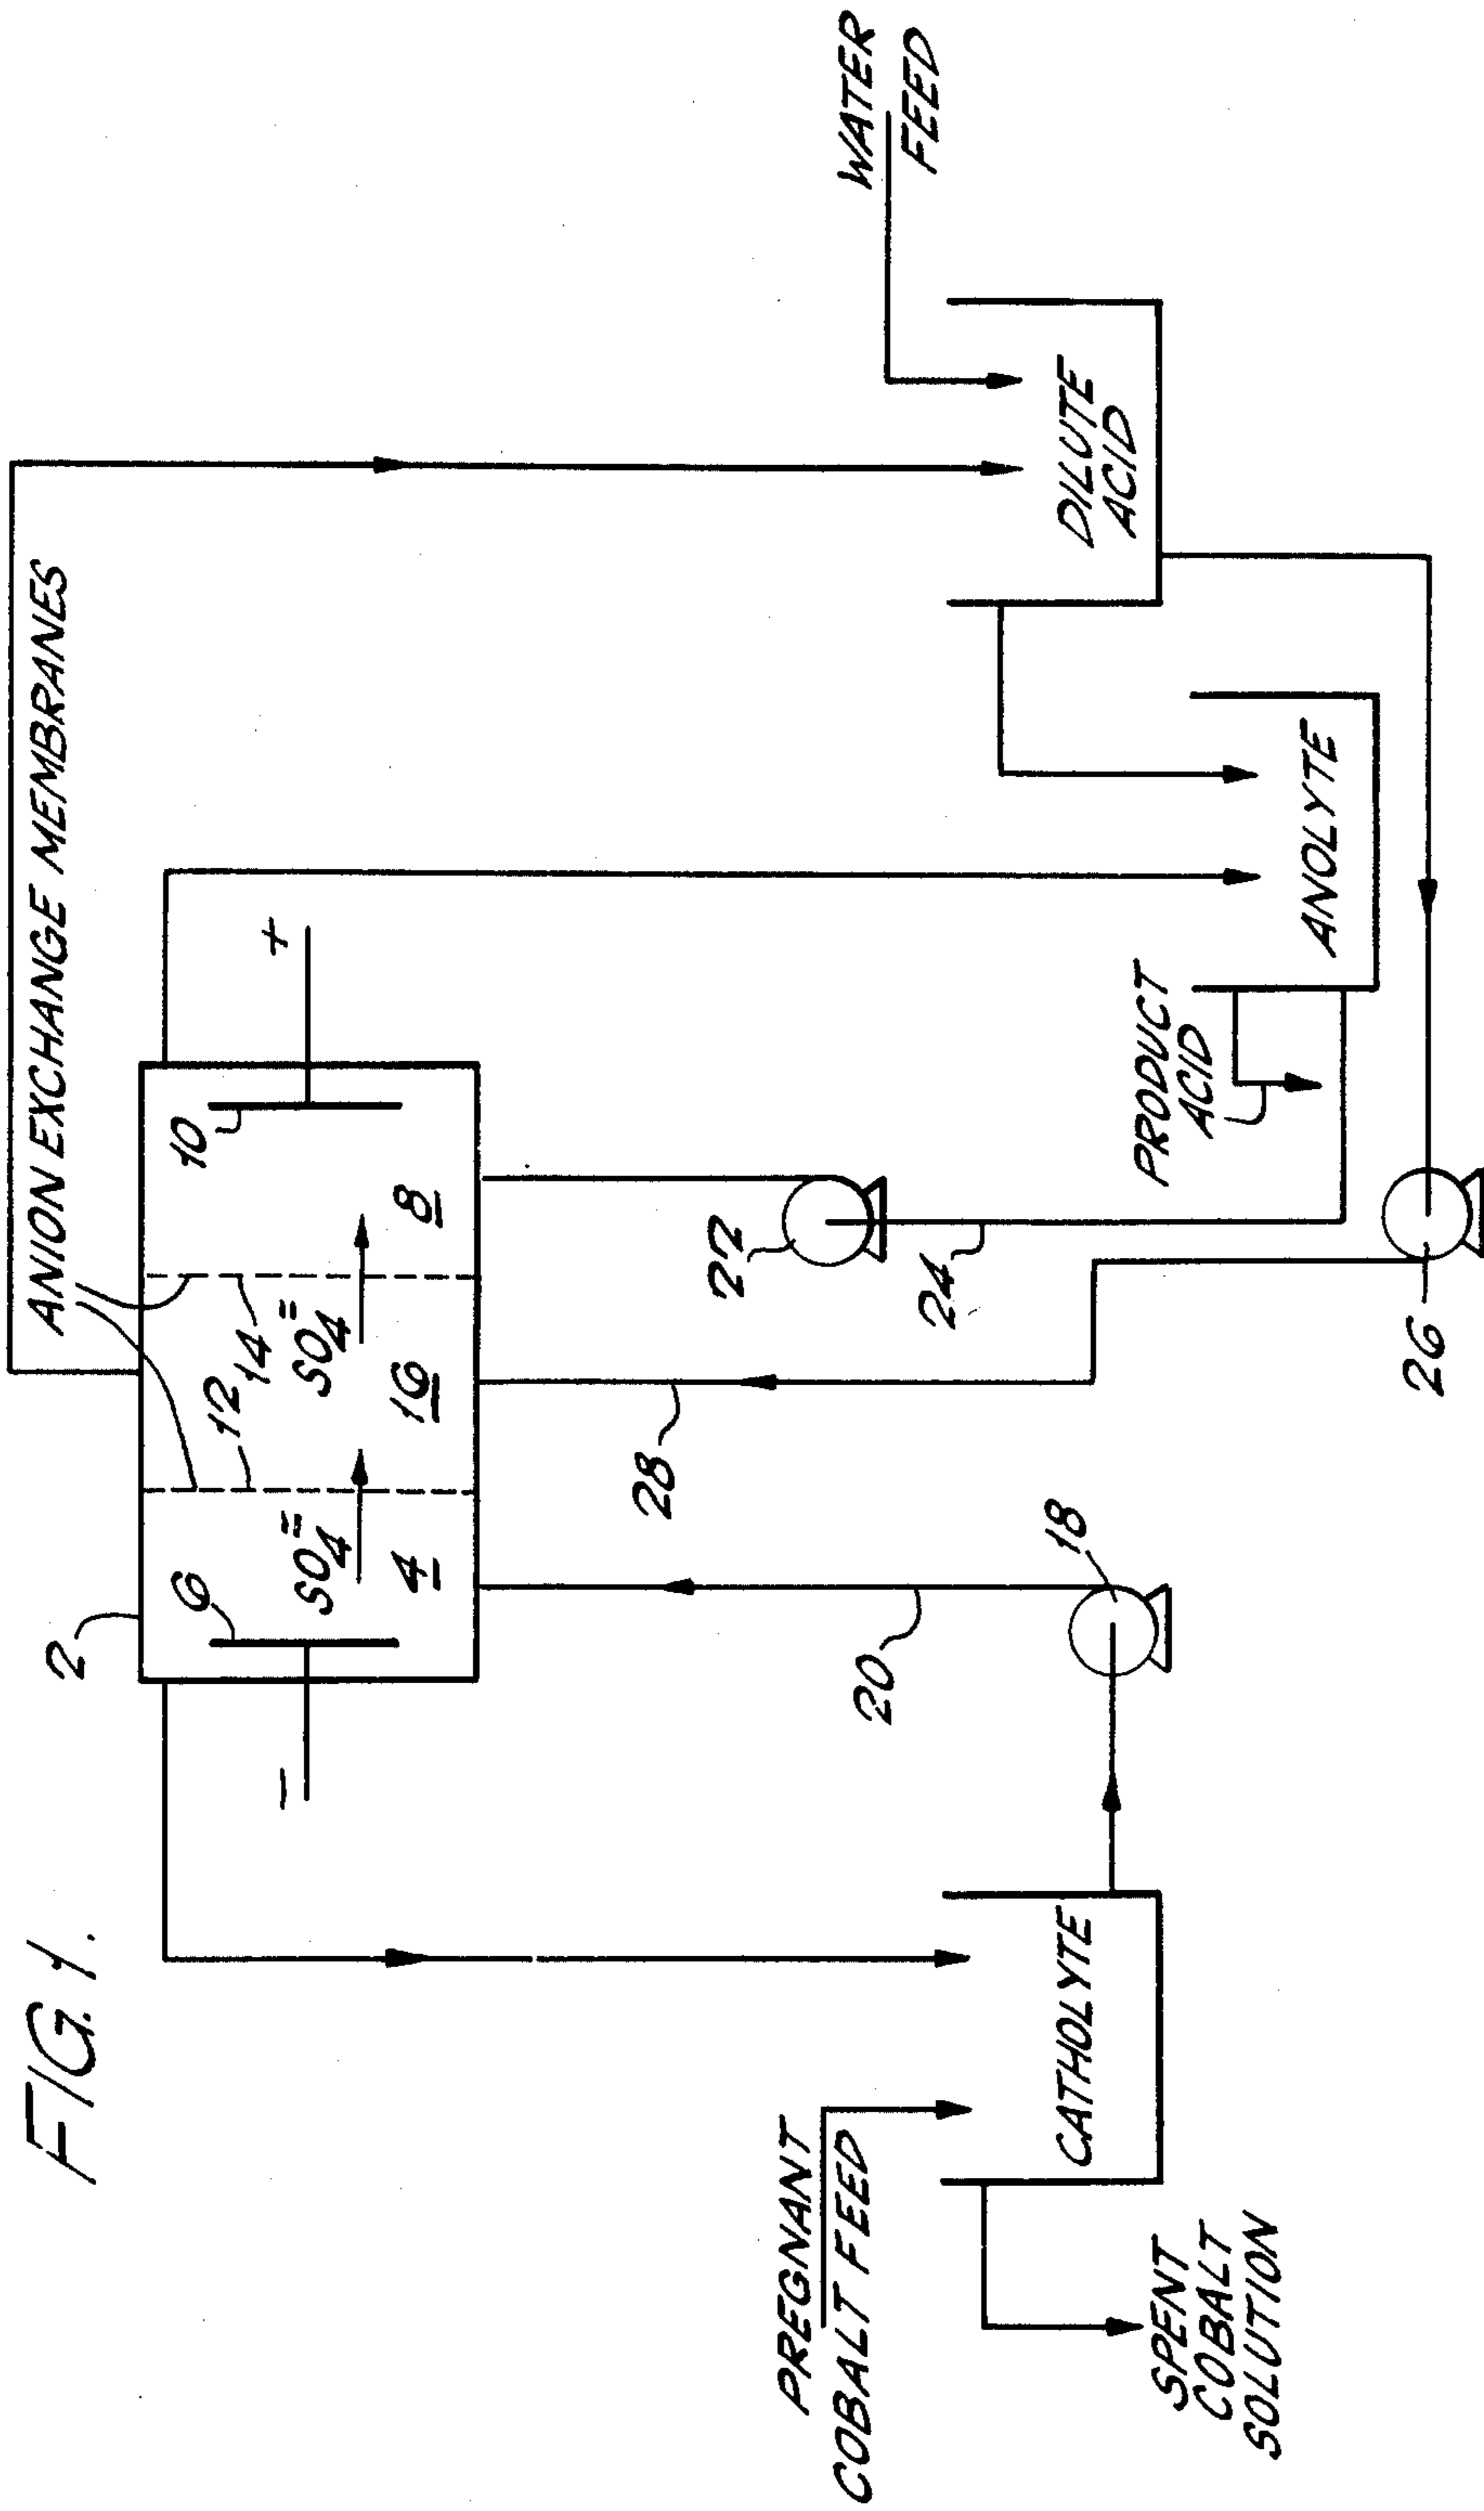 FIG. 1.
ANION EXCHANGE MEMBRANES
2
6
12
14
10
−
+
SO4=
SO4=
4
16
8
28
22
20
24
18
26
PREGNANT
COBALT FEED
CATHOLYTE
SPENT
COBALT
SOLUTION
PRODUCT
ACID
ANOLYTE
DILUTE
ACID
WATER
FEED